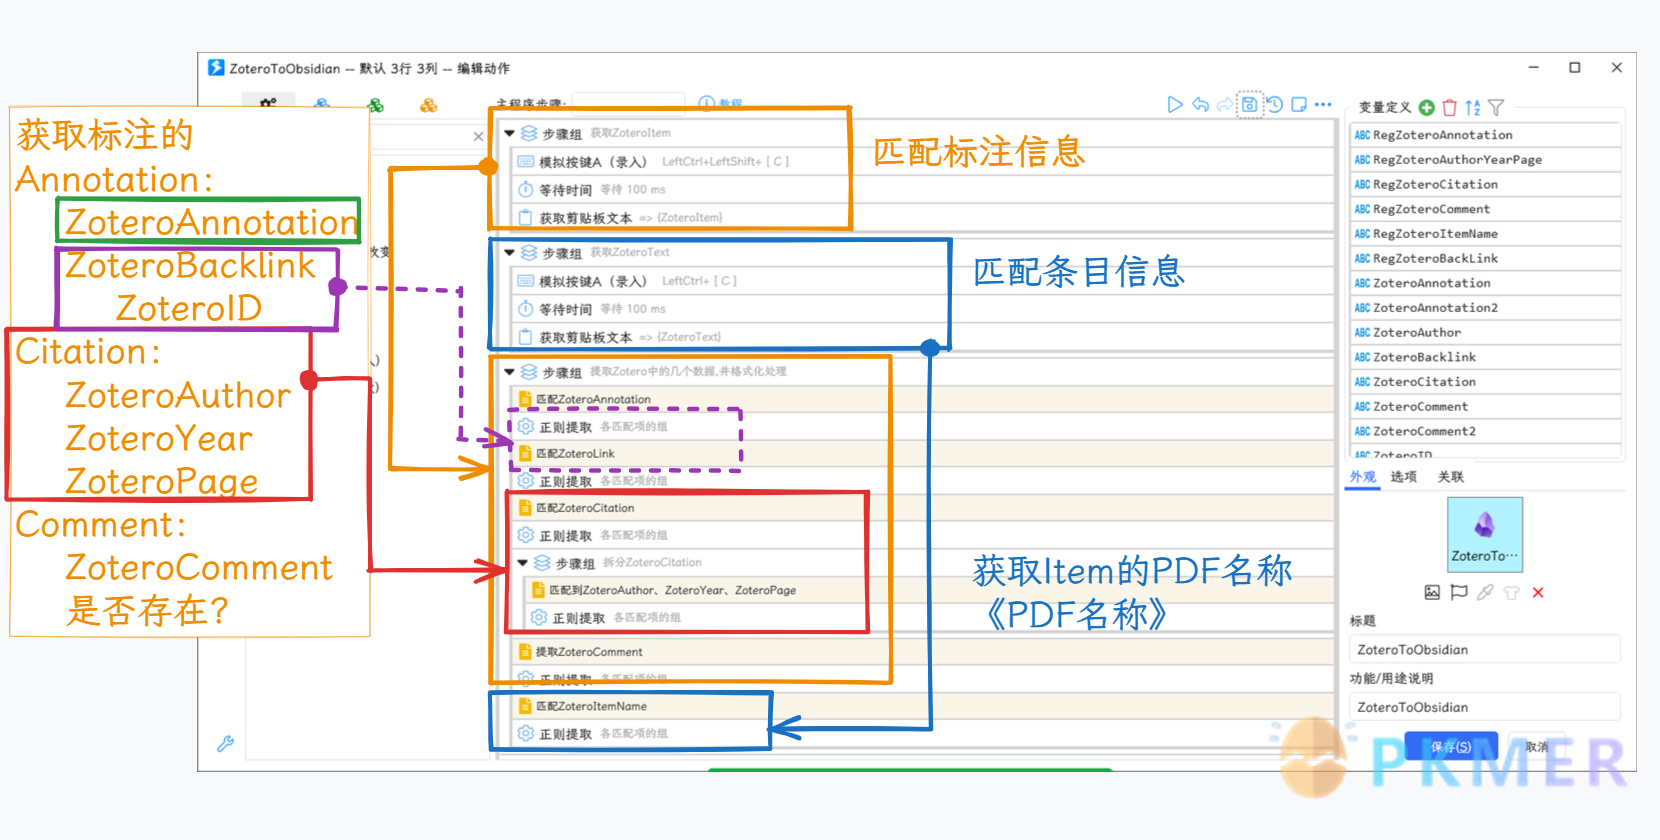 ZoteroToObsidian -- 默认 3行 3列 -- 编辑动作
主程序步骤:
教程
获取标注的
Annotation:
ZoteroAnnotation
ZoteroBacklink
ZoteroID
Citation:
ZoteroAuthor
ZoteroYear
ZoteroPage
Comment:
ZoteroComment
是否存在?
改变
步骤组 获取ZoteroItem
模拟按键A（录入） LeftCtrl+LeftShift+ [ C ]
等待时间 等待 100 ms
获取剪贴板文本 => {ZoteroItem}
匹配标注信息
步骤组 获取ZoteroText
模拟按键A（录入） LeftCtrl+ [ C ]
等待时间 等待 100 ms
获取剪贴板文本 => {ZoteroText}
匹配条目信息
步骤组 提取Zotero中的几个数据,并格式化处理
匹配ZoteroAnnotation
正则提取 各匹配项的组
匹配ZoteroLink
正则提取 各匹配项的组
匹配ZoteroCitation
正则提取 各匹配项的组
步骤组 拆分ZoteroCitation
匹配到ZoteroAuthor、ZoteroYear、ZoteroPage
正则提取 各匹配项的组
提取ZoteroComment
正则提取 各匹配项的组
匹配ZoteroItemName
正则提取 各匹配项的组
获取Item的PDF名称
《PDF名称》
变量定义
ABC RegZoteroAnnotation
ABC RegZoteroAuthorYearPage
ABC RegZoteroCitation
ABC RegZoteroComment
ABC RegZoteroItemName
ABC RegZoteroBackLink
ABC ZoteroAnnotation
ABC ZoteroAnnotation2
ABC ZoteroAuthor
ABC ZoteroBacklink
ABC ZoteroCitation
ABC ZoteroComment
ABC ZoteroComment2
ABC ZoteroID
外观 选项 关联
ZoteroTo…
标题
ZoteroToObsidian
功能/用途说明
ZoteroToObsidian
保存(S) 取消
PKMER